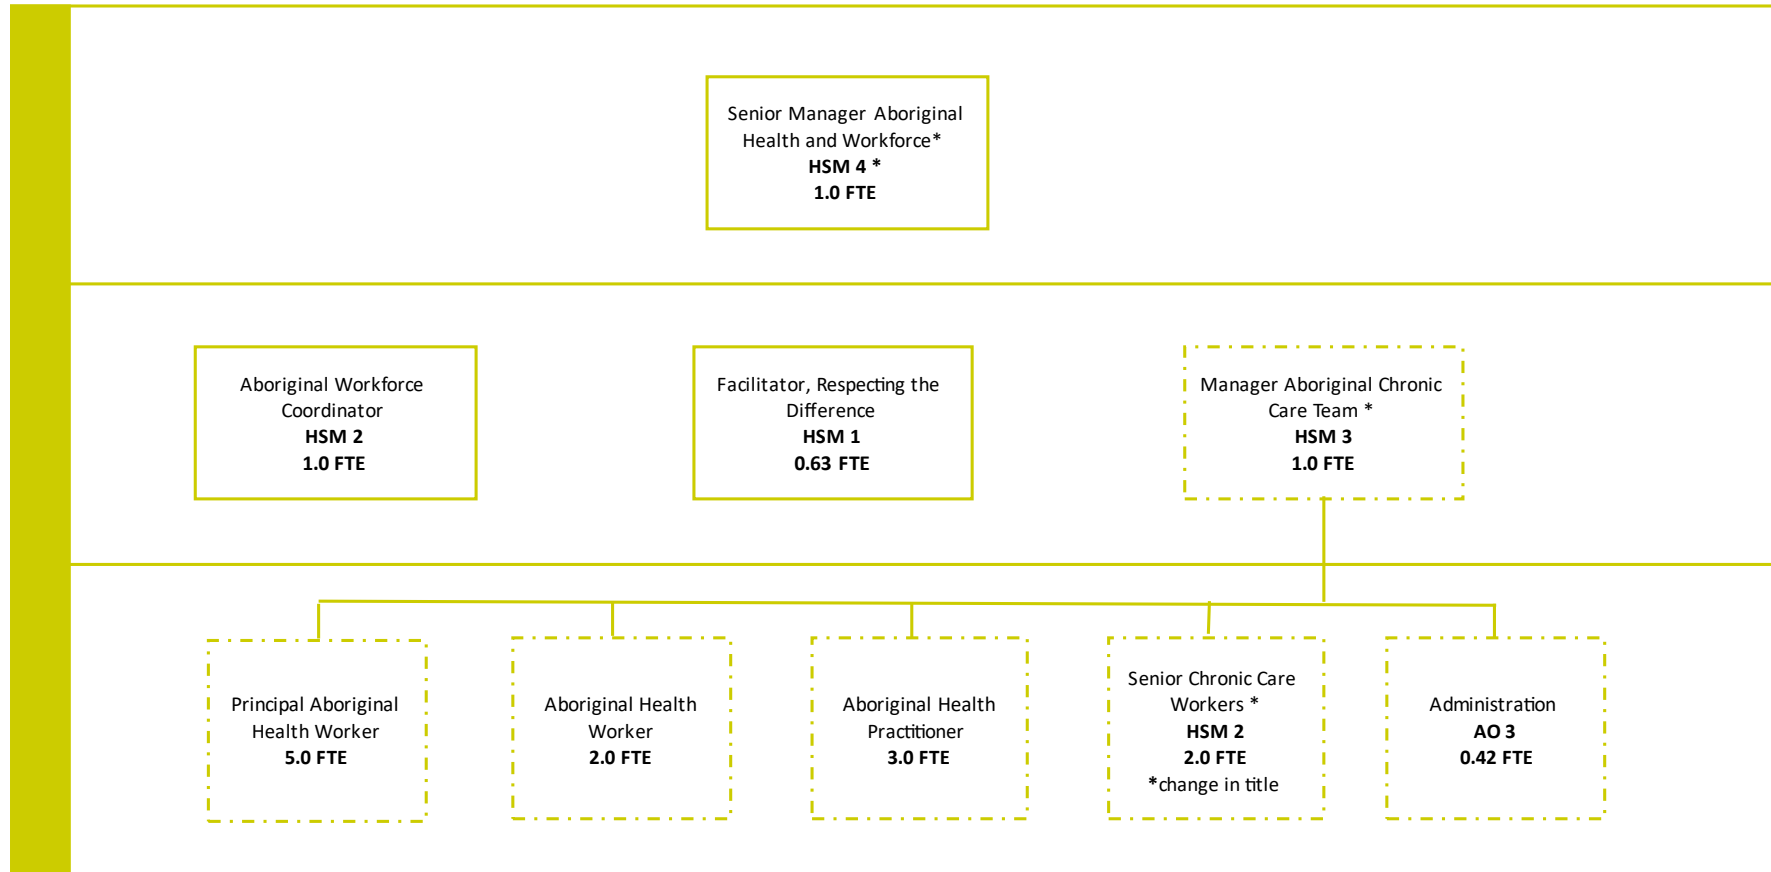 Senior Manager Aboriginal
Health and Workforce*
HSM 4 *
1.0 FTE
Aboriginal Workforce
Coordinator
HSM 2
1.0 FTE
Facilitator, Respecting the
Difference
HSM 1
0.63 FTE
Manager Aboriginal Chronic
Care Team *
HSM 3
1.0 FTE
Principal Aboriginal
Health Worker
5.0 FTE
Aboriginal Health
Worker
2.0 FTE
Aboriginal Health
Practitioner
3.0 FTE
Senior Chronic Care
Workers *
HSM 2
2.0 FTE
*change in title
Administration
AO 3
0.42 FTE